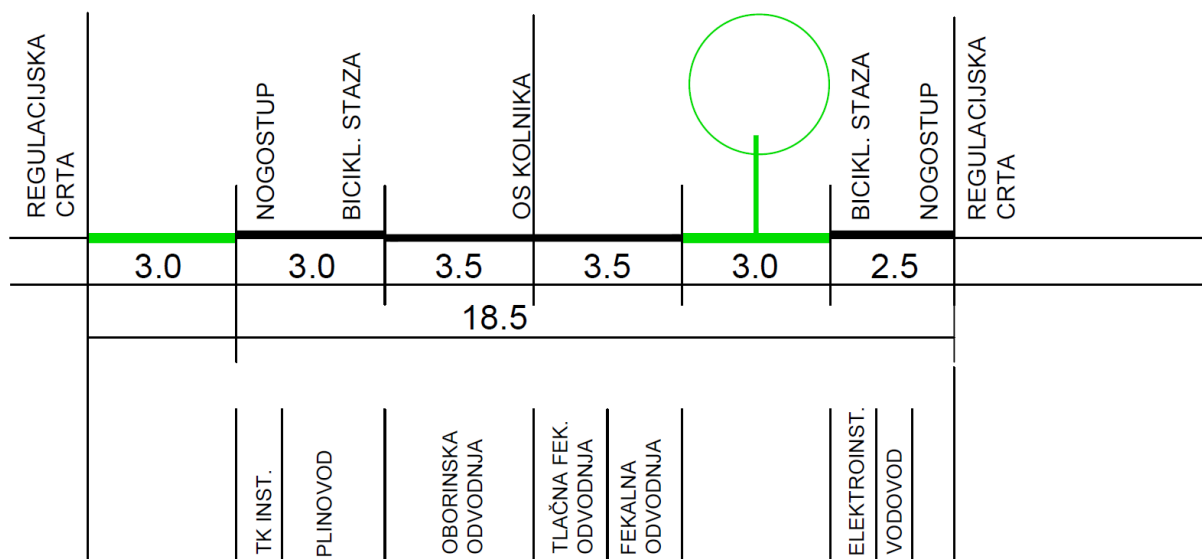 REGULACIJSKA
CRTA
NOGOSTUP
BICIKL. STAZA
OS KOLNIKA
BICIKL. STAZA
NOGOSTUP
REGULACIJSKA
CRTA
3.0
3.0
3.5
3.5
3.0
2.5
18.5
TK INST.
PLINOVOD
OBORINSKA
ODVODNJA
TLAČNA FEK.
ODVODNJA
FEKALNA
ODVODNJA
ELEKTROINST.
VODOVOD